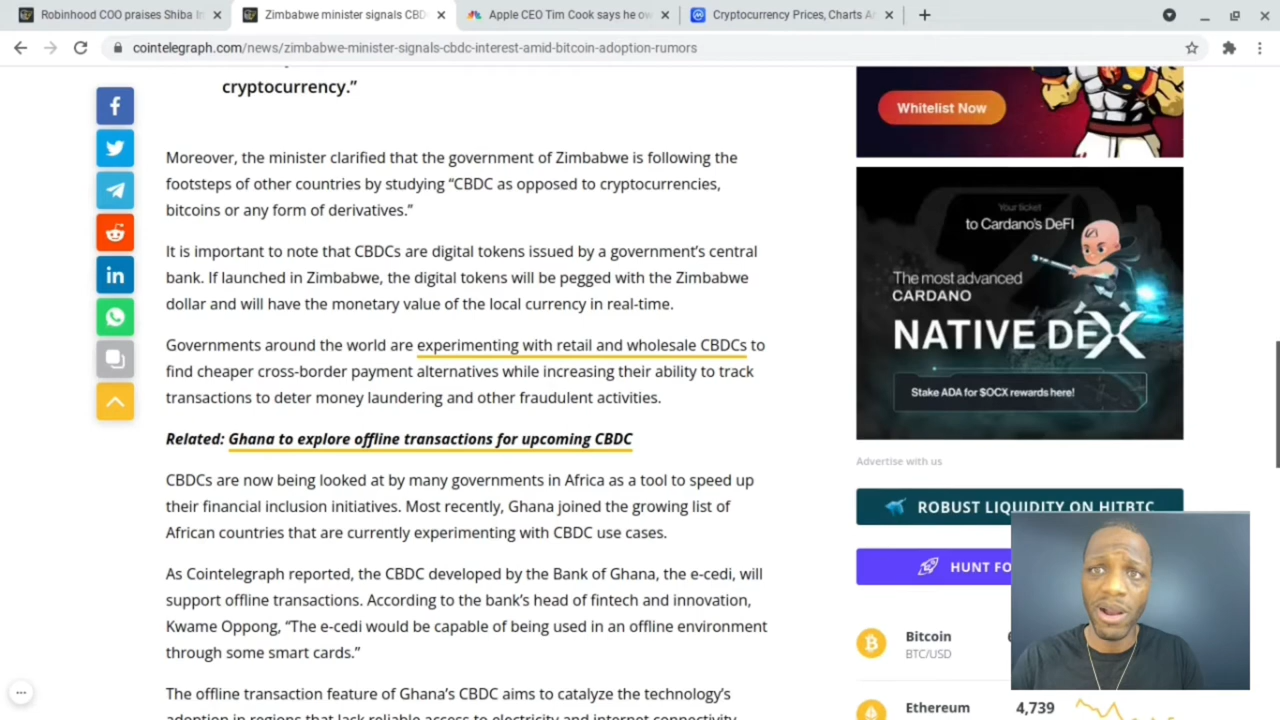 Robinhood COO praises Shiba In
Zimbabwe minister signals CBD
Apple CEO Tim Cook says he ow
Cryptocurrency Prices, Charts A
cointelegraph.com/news/zimbabwe-minister-signals-cbdc-interest-amid-bitcoin-adoption-rumors
cryptocurrency.”
Moreover, the minister clarified that the government of Zimbabwe is following the
footsteps of other countries by studying “CBDC as opposed to cryptocurrencies,
bitcoins or any form of derivatives.”
It is important to note that CBDCs are digital tokens issued by a government’s central
bank. If launched in Zimbabwe, the digital tokens will be pegged with the Zimbabwe
dollar and will have the monetary value of the local currency in real-time.
Governments around the world are experimenting with retail and wholesale CBDCs to
find cheaper cross-border payment alternatives while increasing their ability to track
transactions to deter money laundering and other fraudulent activities.
Related: Ghana to explore offline transactions for upcoming CBDC
CBDCs are now being looked at by many governments in Africa as a tool to speed up
their financial inclusion initiatives. Most recently, Ghana joined the growing list of
African countries that are currently experimenting with CBDC use cases.
As Cointelegraph reported, the CBDC developed by the Bank of Ghana, the e-cedi, will
support offline transactions. According to the bank’s head of fintech and innovation,
Kwame Oppong, “The e-cedi would be capable of being used in an offline environment
through some smart cards.”
The offline transaction feature of Ghana’s CBDC aims to catalyze the technology’s
adoption in regions that lack reliable access to electricity and internet connectivity
Whitelist Now
Your ticket
to Cardano's DeFi
The most advanced
CARDANO
NATIVE DEX
Stake ADA for $OCX rewards here!
Advertise with us
ROBUST LIQUIDITY ON HITBTC
HUNT FO
Bitcoin
BTC/USD
Ethereum 4,739